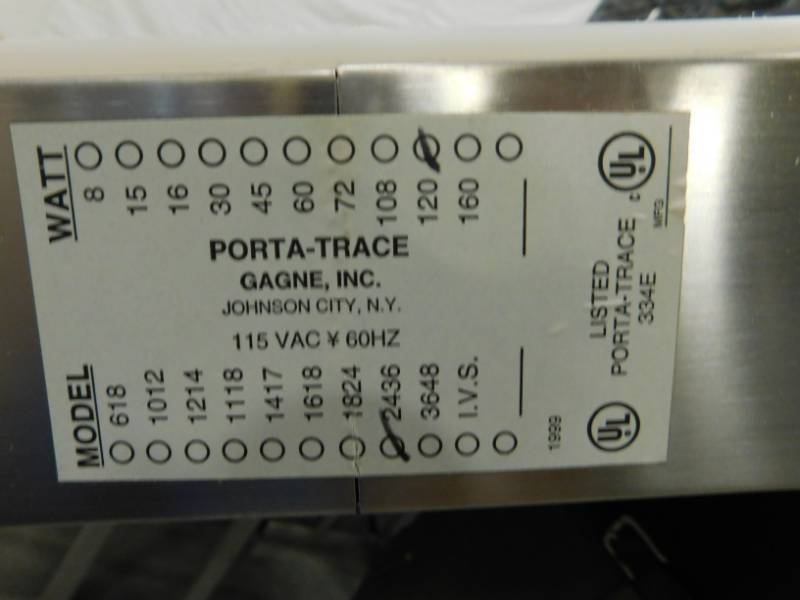 WATT
8
15
16
30
45
60
72
108
120
160
PORTA-TRACE
GAGNE, INC.
JOHNSON CITY, N.Y.
115 VAC ¥ 60HZ
MODEL
618
1012
1214
1118
1417
1618
1824
2436
3648
I.V.S.
1999
UL
LISTED
PORTA-TRACE
334E
c UL
MFG